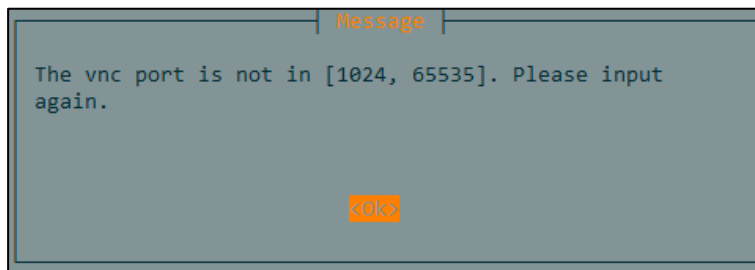 Message
The vnc port is not in [1024, 65535]. Please input
again.
<Ok>